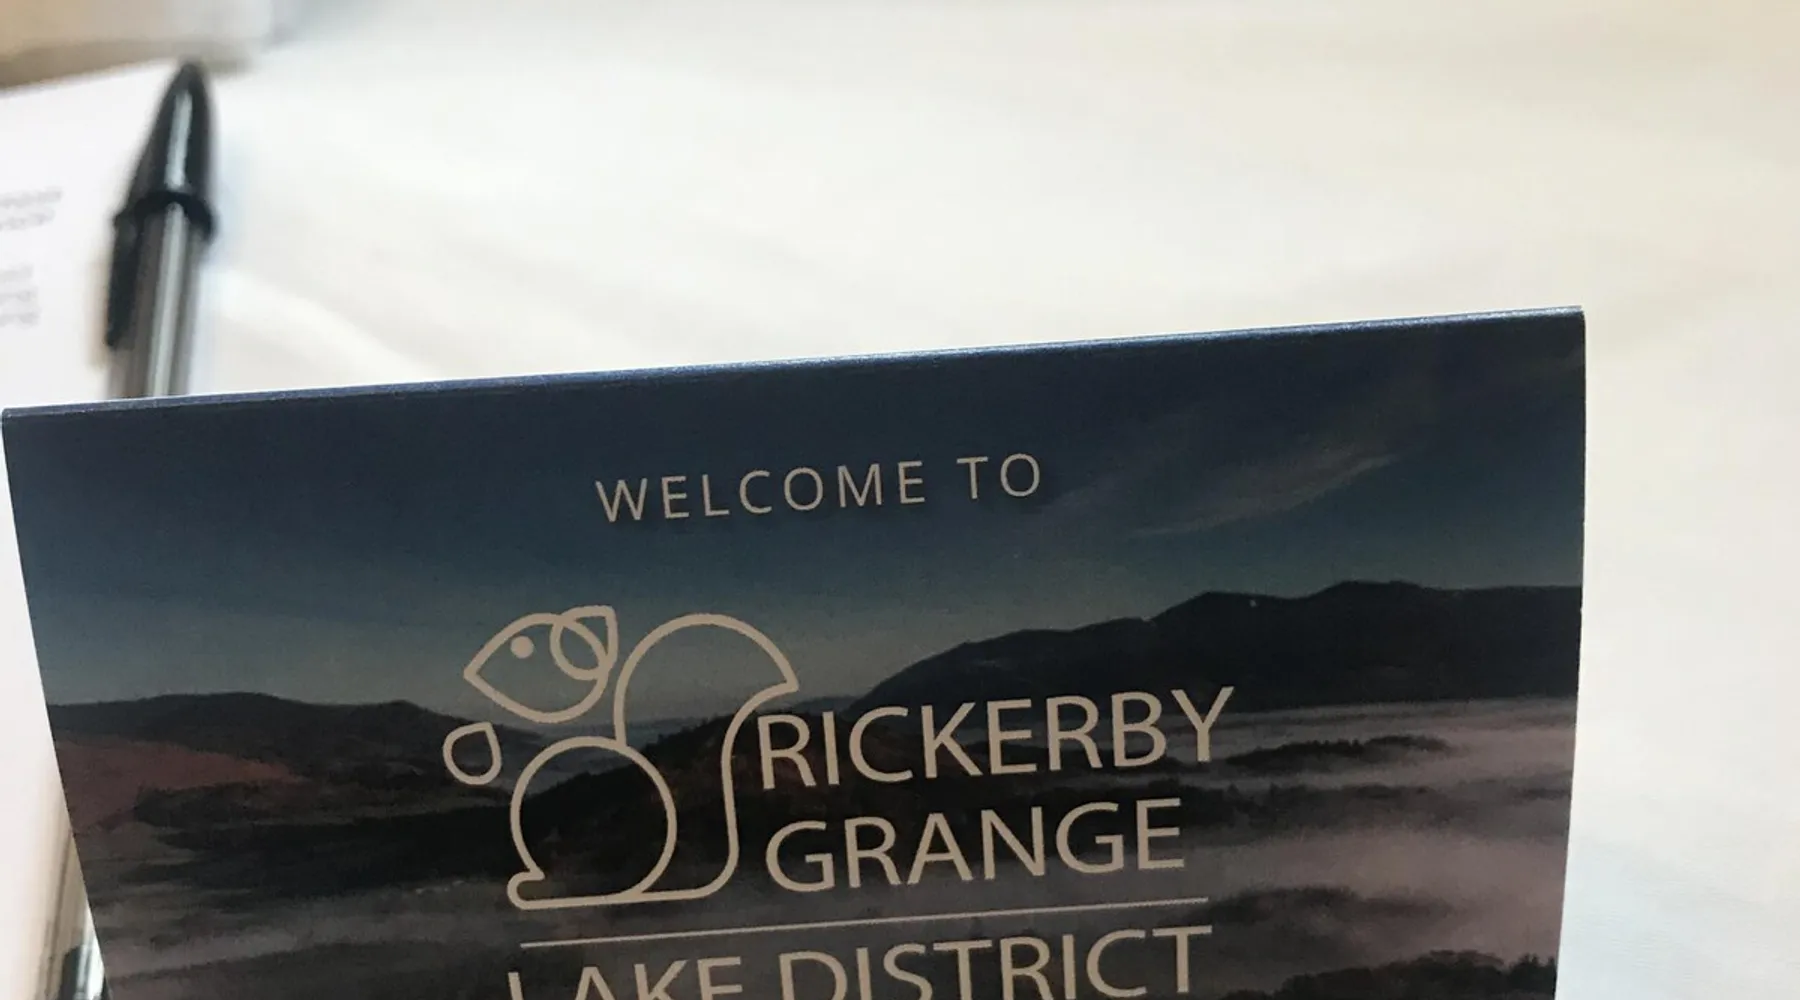 WELCOME TO
RICKERBY
GRANGE
LAKE DISTRICT